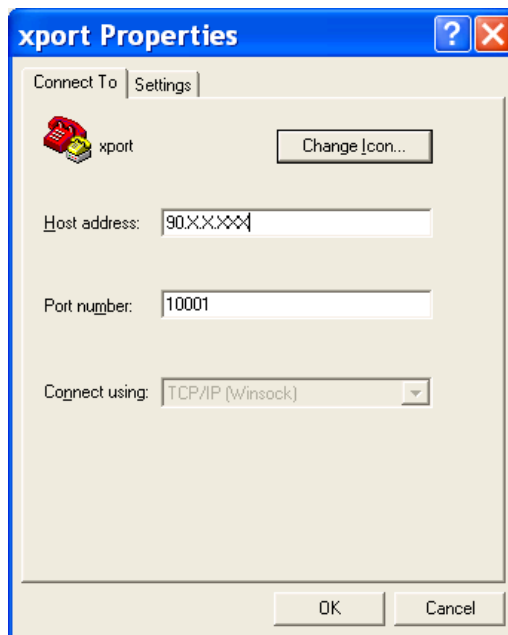 xport Properties
Connect To Settings
xport Change Icon...
Host address: 90.X.X.XXX
Port number: 10001
Connect using: TCP/IP (Winsock)
OK Cancel